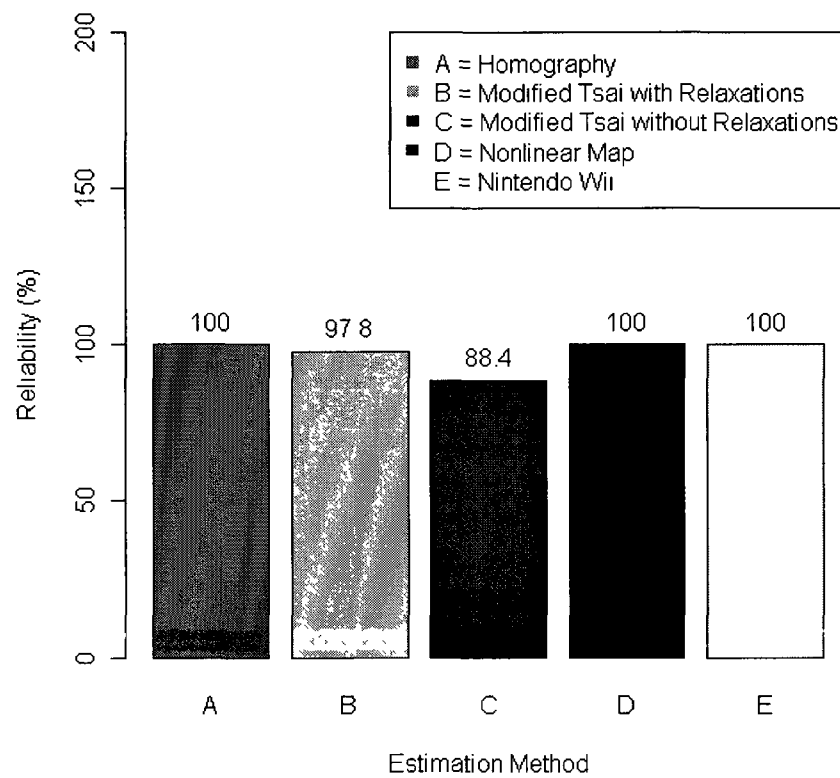 200
150
100
50
0
Reliability (%)
A = Homography
B = Modified Tsai with Relaxations
C = Modified Tsai without Relaxations
D = Nonlinear Map
E = Nintendo Wii
100
97 8
88.4
100
100
A
B
C
D
E
Estimation Method